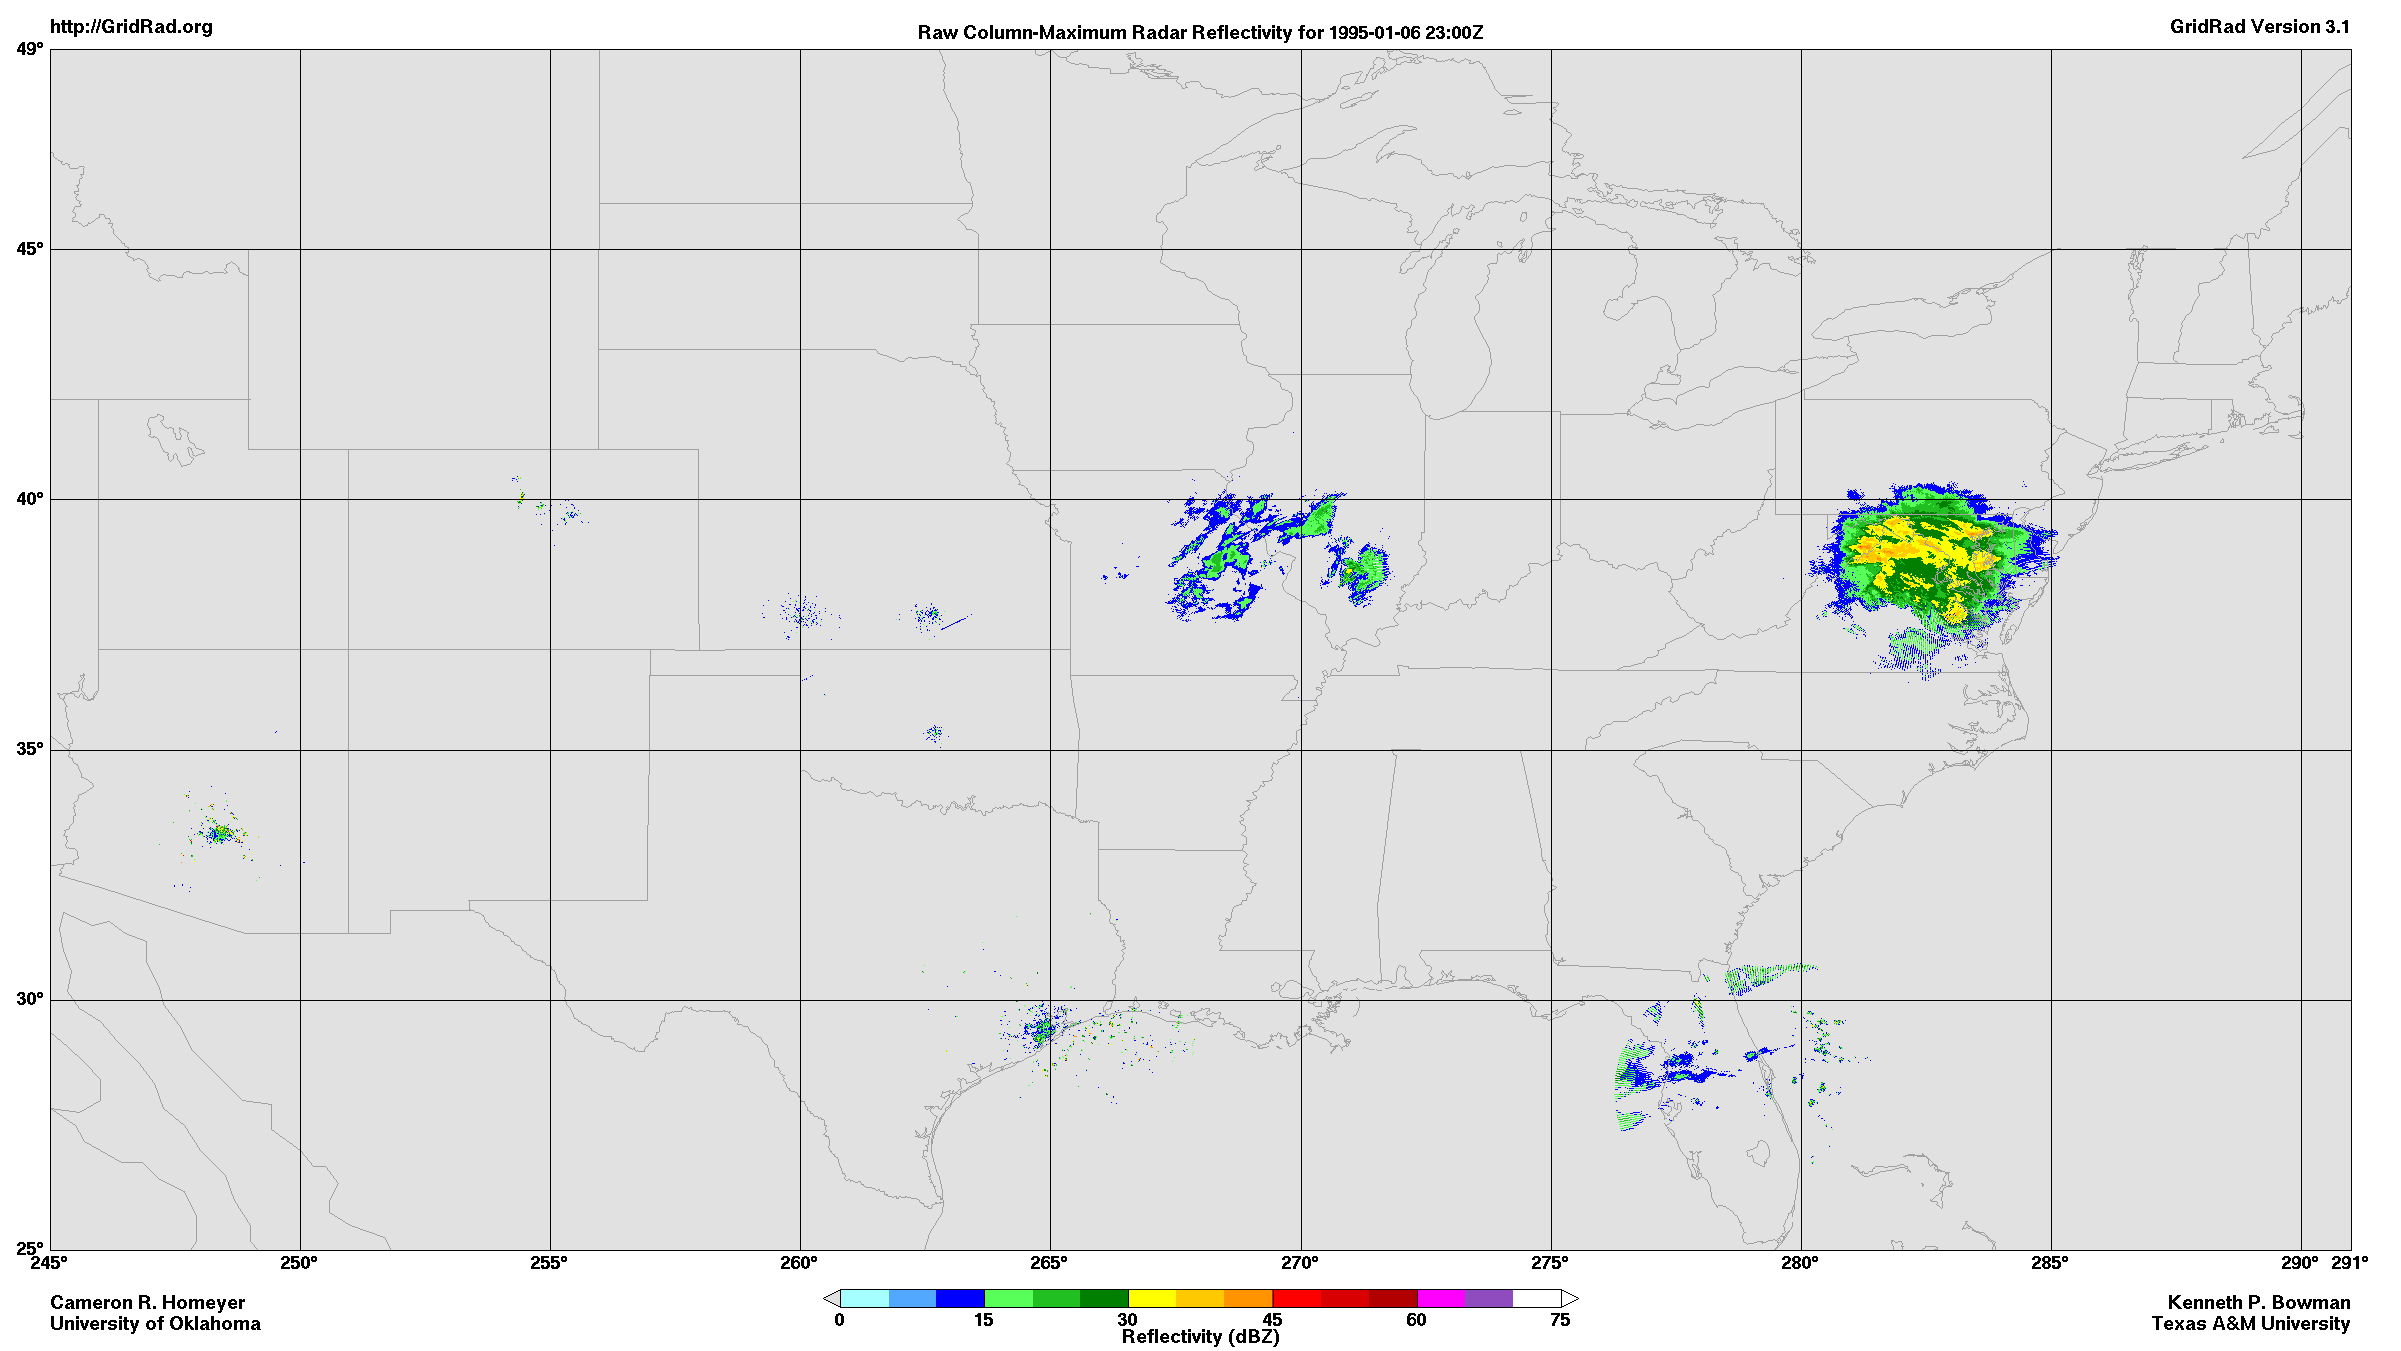 http://GridRad.org
Raw Column-Maximum Radar Reflectivity for 1995-01-06 23:00Z
GridRad Version 3.1
49°
45°
40°
35°
30°
25°
245° 250° 255° 260° 265° 270° 275° 280° 285° 290° 291°
0 15 30 45 60 75
Reflectivity (dBZ)
Cameron R. Homeyer
University of Oklahoma
Kenneth P. Bowman
Texas A&M University